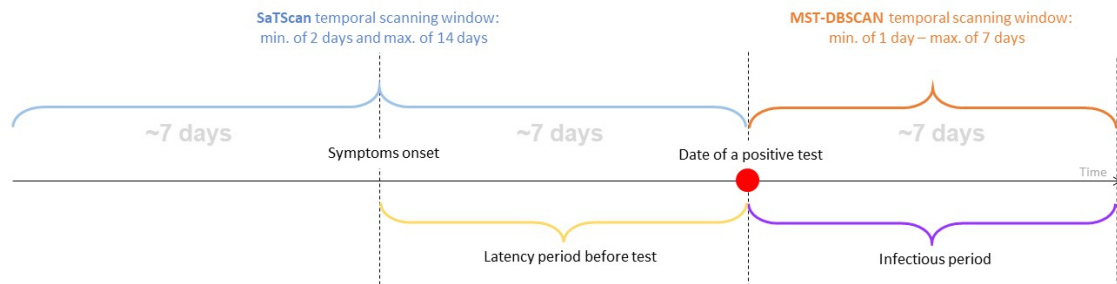 SaTScan temporal scanning window:
min. of 2 days and max. of 14 days
MST-DBSCAN temporal scanning window:
min. of 1 day – max. of 7 days
~7 days
~7 days
~7 days
Symptoms onset
Date of a positive test
Time
Latency period before test
Infectious period